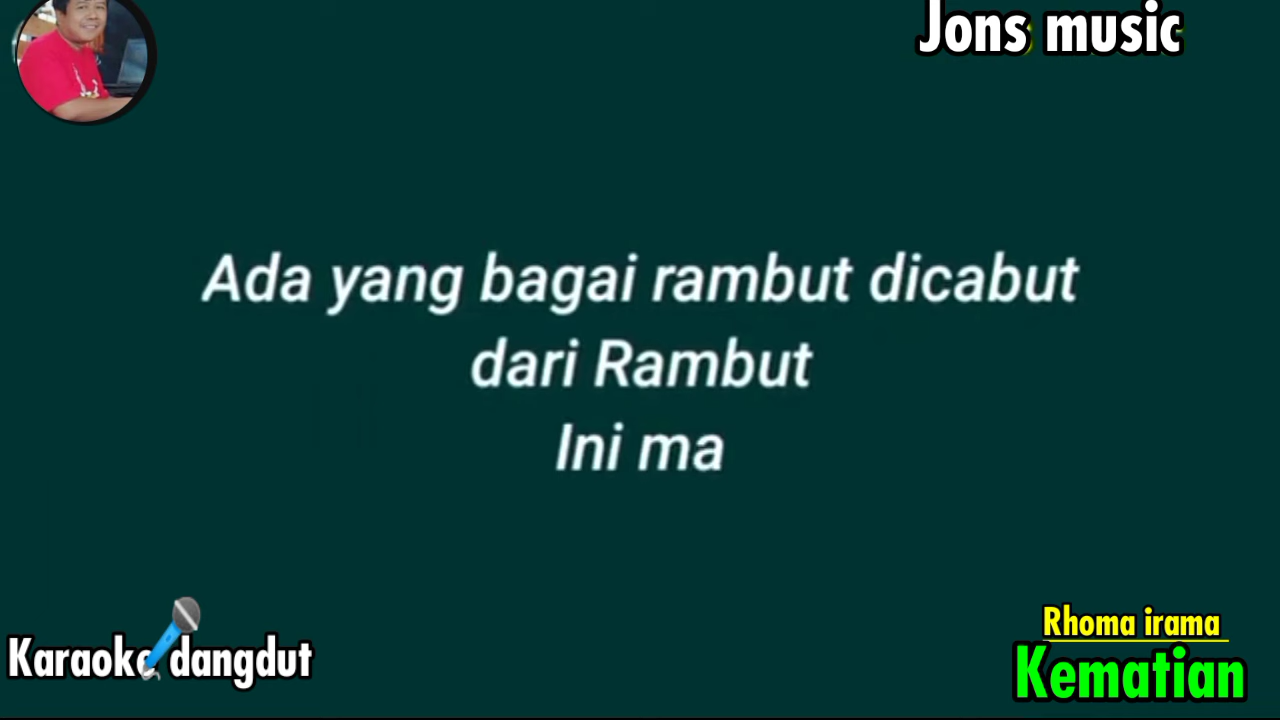 Jons music
Ada yang bagai rambut dicabut
dari Rambut
Ini ma
Karaoke dangdut
Rhoma irama
Kematian